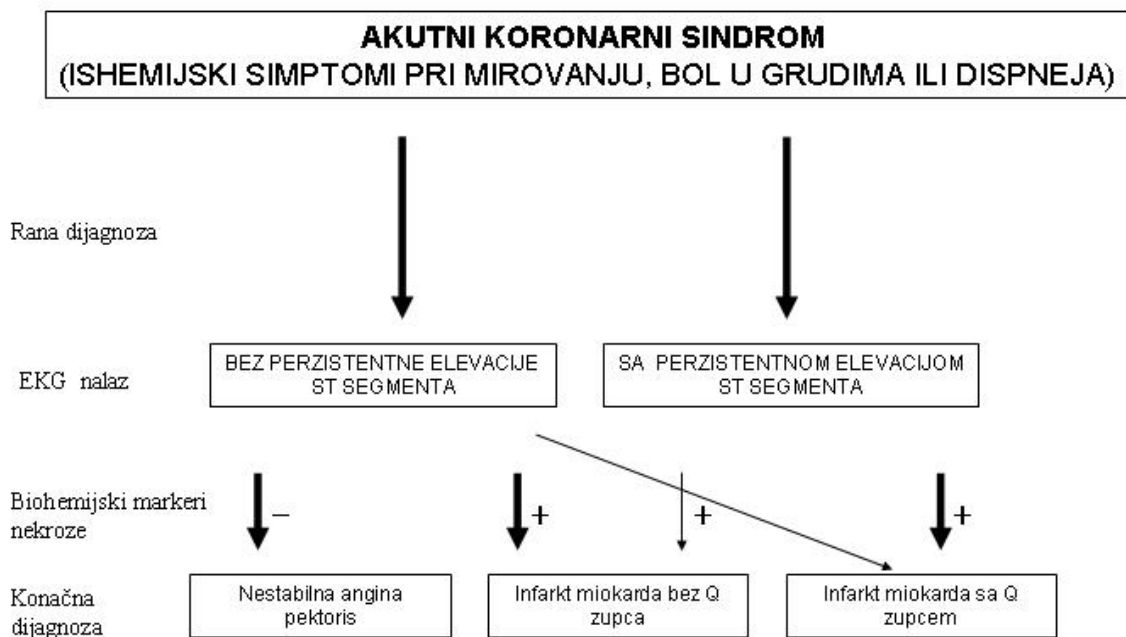 AKUTNI KORONARNI SINDROM
(ISHEMIJSKI SIMPTOMI PRI MIROVANJU, BOL U GRUDIMA ILI DISPNEJA)
Rana dijagnoza
EKG nalaz
BEZ PERZISTENTNE ELEVACIJE
ST SEGMENTA
SA PERZISTENTNOM ELEVACIJOM
ST SEGMENTA
Biohemijski markeri
nekroze
–
+
+
+
Konačna
dijagnoza
Nestabilna angina
pektoris
Infarkt miokarda bez Q
zupca
Infarkt miokarda sa Q
zupcem